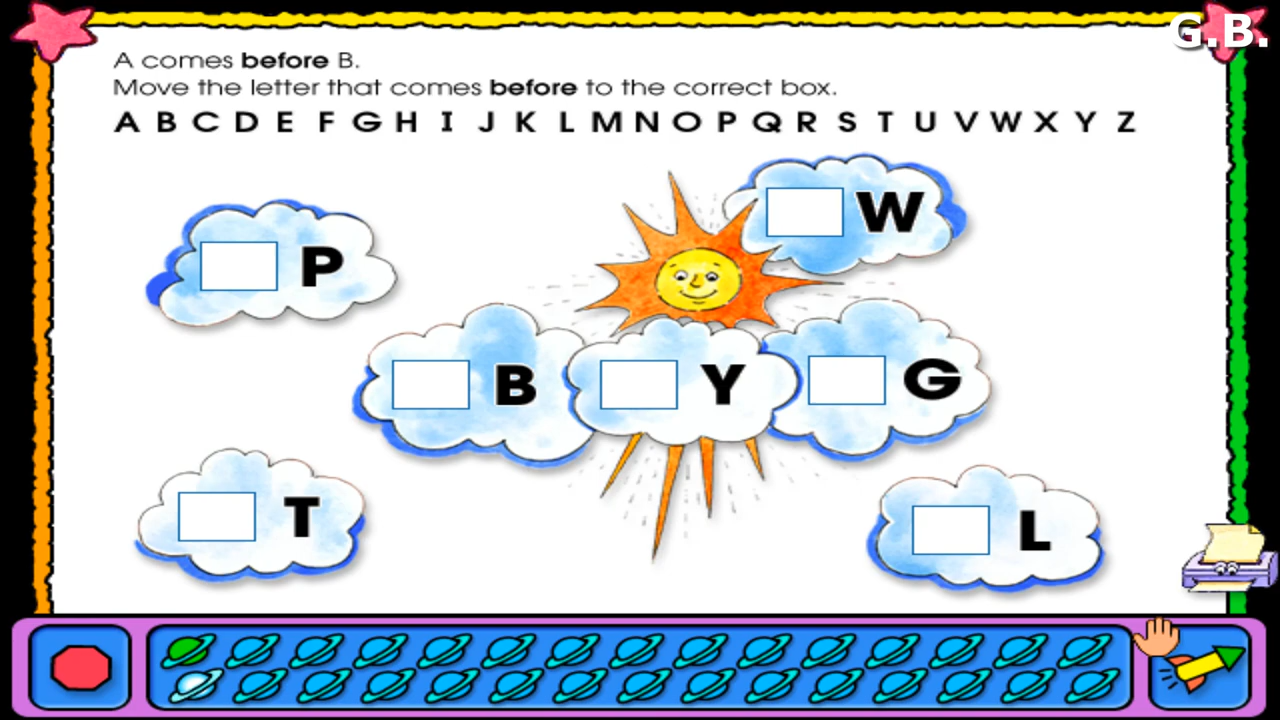 G.B.
A comes before B.
Move the letter that comes before to the correct box.
A B C D E F G H I J K L M N O P Q R S T U V W X Y Z
W
P
B
Y
G
T
L